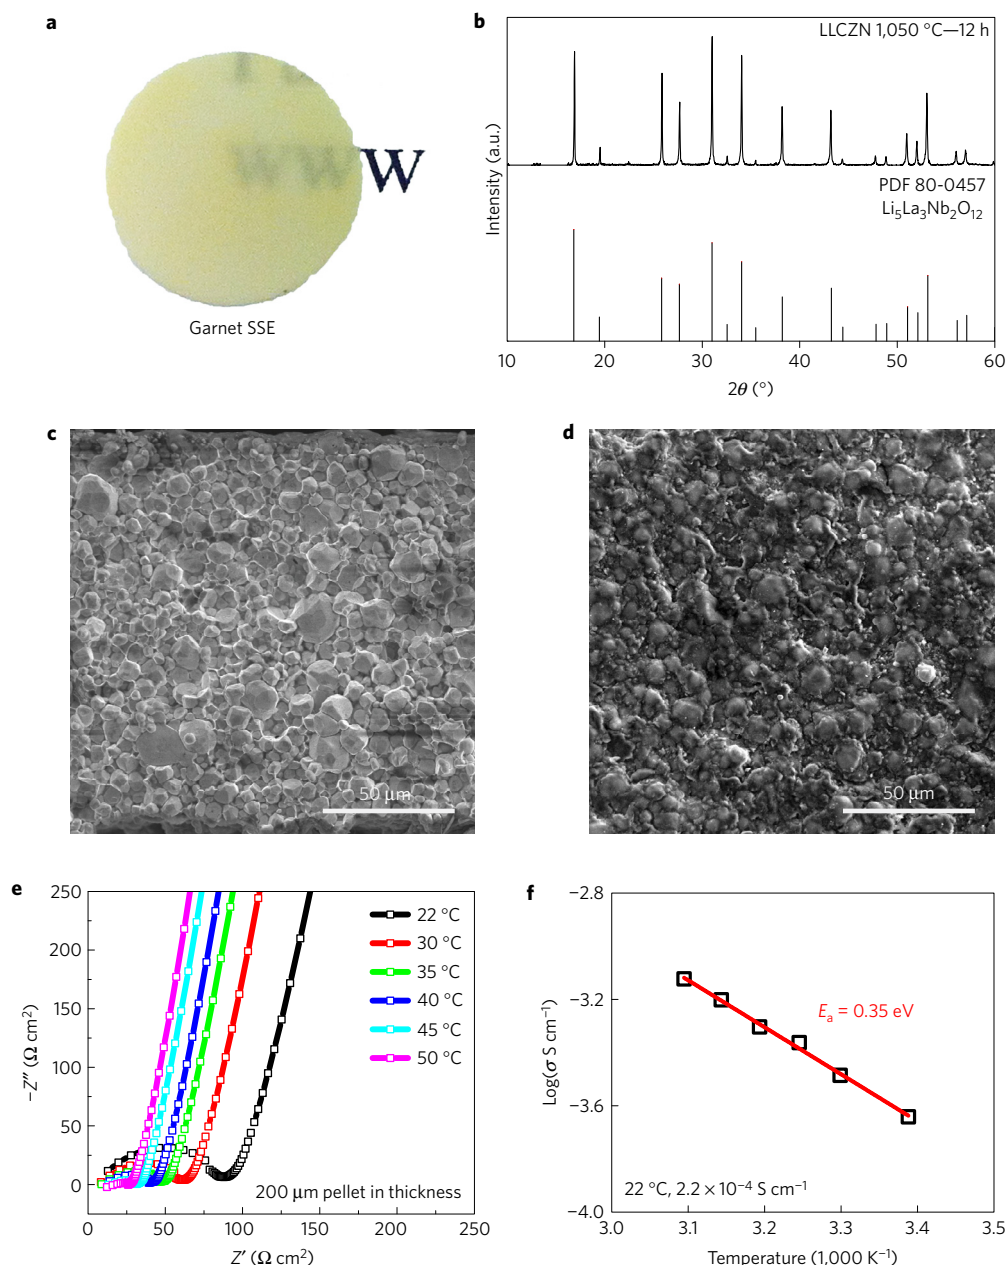 a
W W W
Garnet SSE
b
LLCZN 1,050 °C—12 h
PDF 80-0457
Li₅La₃Nb₂O₁₂
Intensity (a.u.)
10 20 30 40 50 60
2θ (°)
c
50 μm
d
50 μm
e
250
200
150
100
50
0
−Z″ (Ω cm²)
22 °C
30 °C
35 °C
40 °C
45 °C
50 °C
200 μm pellet in thickness
0 50 100 150 200 250
Z′ (Ω cm²)
f
−2.8
−3.2
−3.6
−4.0
Log(σ S cm⁻¹)
Eₐ = 0.35 eV
22 °C, 2.2 × 10⁻⁴ S cm⁻¹
3.0 3.1 3.2 3.3 3.4 3.5
Temperature (1,000 K⁻¹)